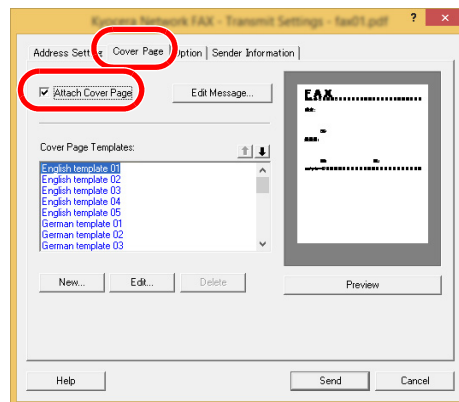 Kyocera Network FAX - Transmit Settings - fax01.pdf ? ×
Address Cover Page Option Sender Information
Attach Cover Page Edit Message...
FAX
Cover Page Templates:
English template 01
English template 02
English template 03
English template 04
English template 05
German template 01
German template 02
German template 03
New... Edit... Delete
Preview
Help Send Cancel